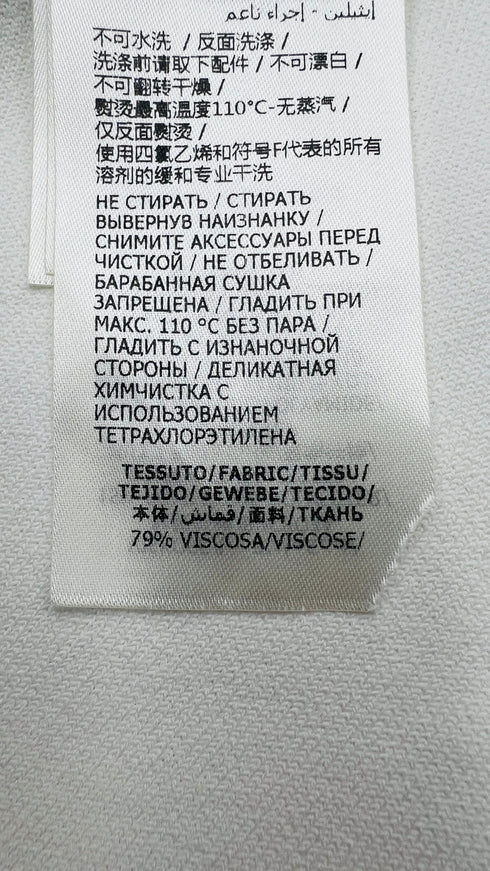 إيثيلين - إجراء ناعم
不可水洗 / 反面洗涤 /
洗涤前请取下配件 / 不可漂白 /
不可翻转干燥 /
熨烫最高温度110°C-无蒸汽 /
仅反面熨烫 /
使用四氯乙烯和符号F代表的所有
溶剂的缓和专业干洗
НЕ СТИРАТЬ / СТИРАТЬ
ВЫВЕРНУВ НАИЗНАНКУ /
СНИМИТЕ АКСЕССУАРЫ ПЕРЕД
ЧИСТКОЙ / НЕ ОТБЕЛИВАТЬ /
БАРАБАННАЯ СУШКА
ЗАПРЕЩЕНА / ГЛАДИТЬ ПРИ
МАКС. 110 °C БЕЗ ПАРА /
ГЛАДИТЬ С ИЗНАНОЧНОЙ
СТОРОНЫ / ДЕЛИКАТНАЯ
ХИМЧИСТКА С
ИСПОЛЬЗОВАНИЕМ
ТЕТРАХЛОРЭТИЛЕНА
TESSUTO/FABRIC/TISSU/
TEJIDO/GEWEBE/TECIDO/
本体/قماش/面料/ТКАНЬ
79% VISCOSA/VISCOSE/